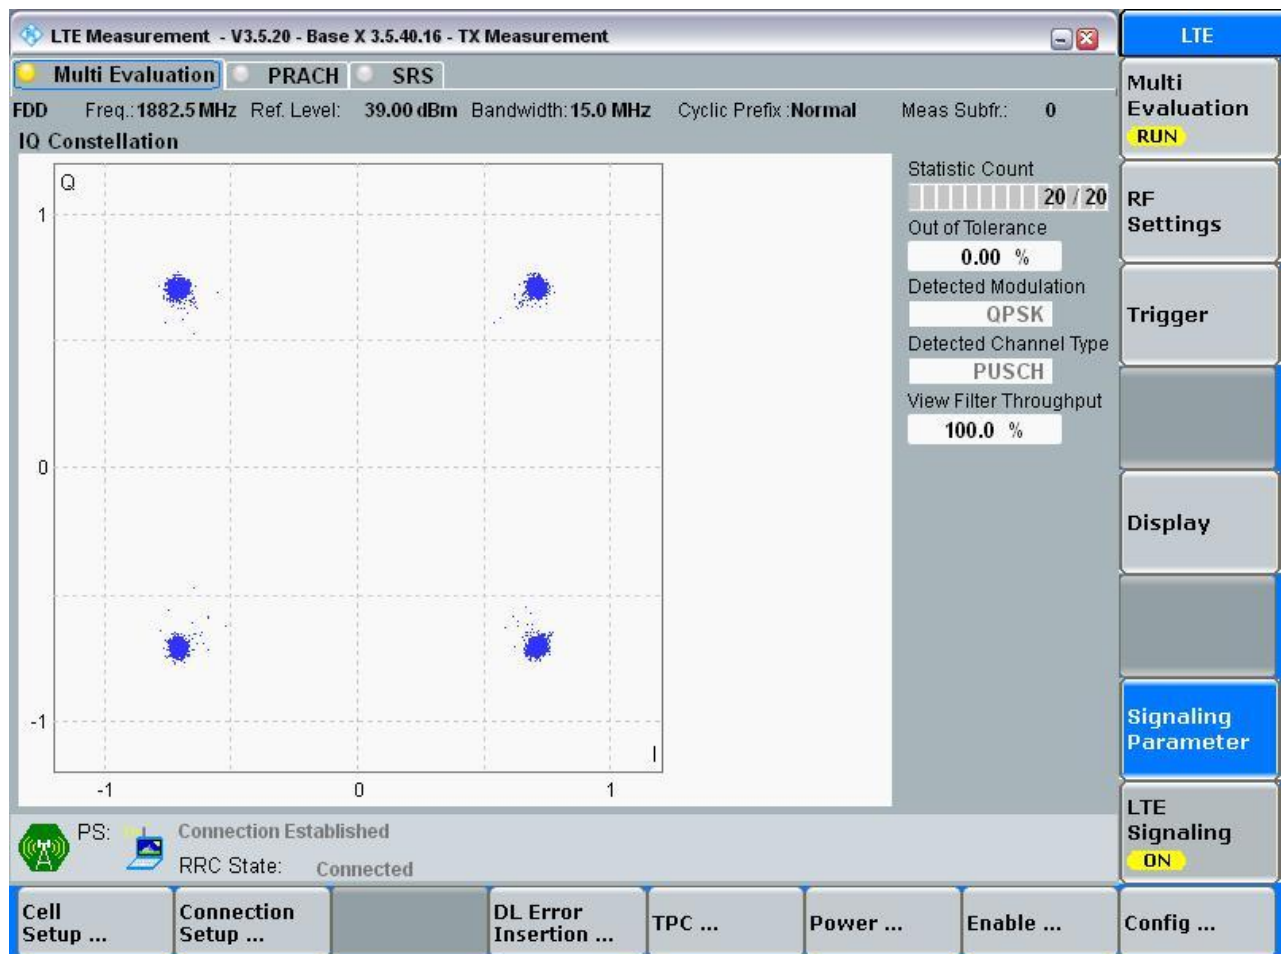 LTE Measurement - V3.5.20 - Base X 3.5.40.16 - TX Measurement
LTE
Multi Evaluation PRACH SRS
FDD Freq.: 1882.5 MHz Ref. Level: 39.00 dBm Bandwidth: 15.0 MHz Cyclic Prefix : Normal Meas Subfr.: 0
IQ Constellation
Q
1
0
-1
-1 0 1
I
Statistic Count
20 / 20
Out of Tolerance
0.00 %
Detected Modulation
QPSK
Detected Channel Type
PUSCH
View Filter Throughput
100.0 %
Multi
Evaluation
RUN
RF
Settings
Trigger
Display
Signaling
Parameter
LTE
Signaling
ON
PS: Connection Established
RRC State: Connected
Cell
Setup ...
Connection
Setup ...
DL Error
Insertion ...
TPC ...
Power ...
Enable ...
Config ...